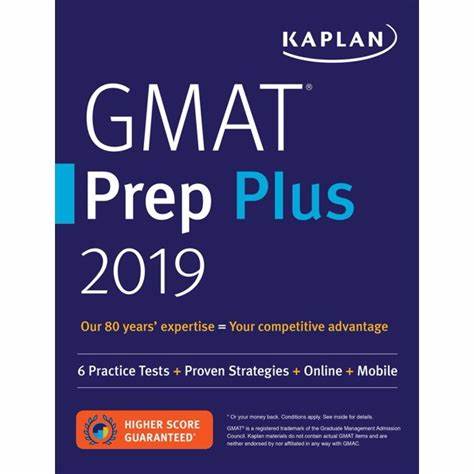 KAPLAN
GMAT®
Prep Plus
2019
Our 80 years' expertise = Your competitive advantage
6 Practice Tests + Proven Strategies + Online + Mobile
HIGHER SCORE
GUARANTEED*
* Or your money back. Conditions apply. See inside for details.
GMAT® is a registered trademark of the Graduate Management Admission
Council. Kaplan materials do not contain actual GMAT items and are
neither endorsed by nor affiliated in any way with GMAC.